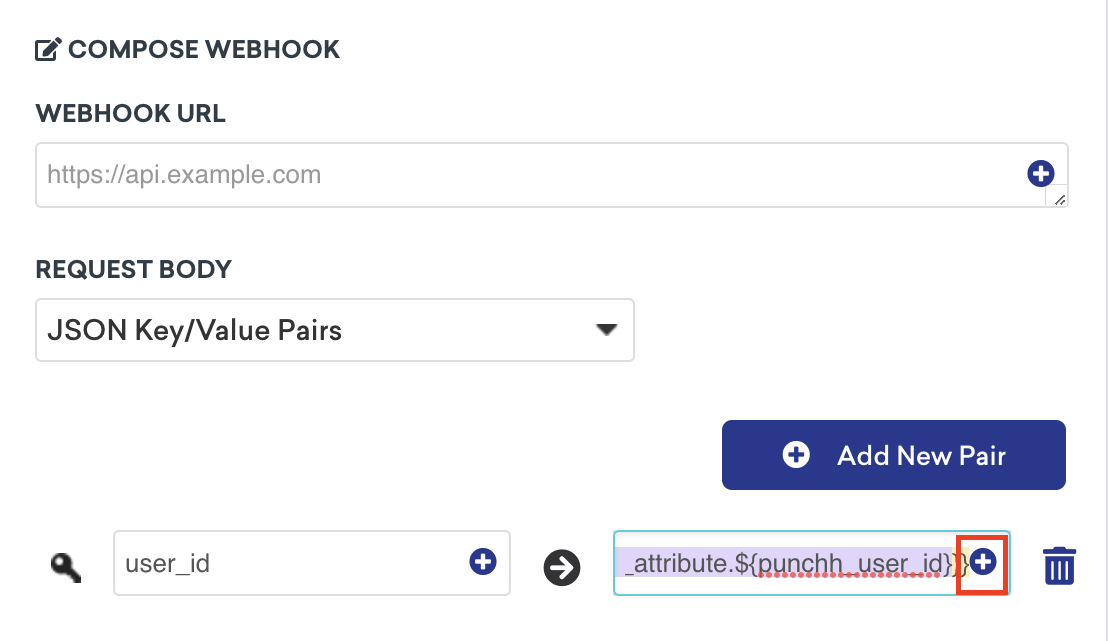 COMPOSE WEBHOOK
WEBHOOK URL
https://api.example.com
REQUEST BODY
JSON Key/Value Pairs
Add New Pair
user_id _attribute.${punchh_user_id}}}